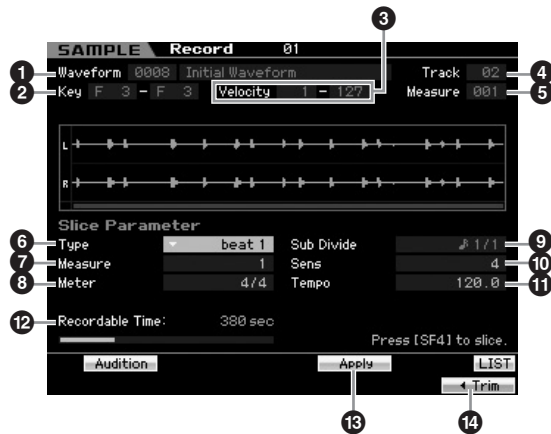 3
SAMPLE Record 01
1 Waveform 0008 Initial Waveform Track 02 4
2 Key F 3 - F 3 Velocity 1 - 127 Measure 001 5
L
R
Slice Parameter
6 Type beat 1 Sub Divide 1/1 9
7 Measure 1 Sens 4 10
8 Meter 4/4 Tempo 120.0 11
12 Recordable Time: 380 sec
Press [SF4] to slice.
Audition Apply LIST
Trim
13 14